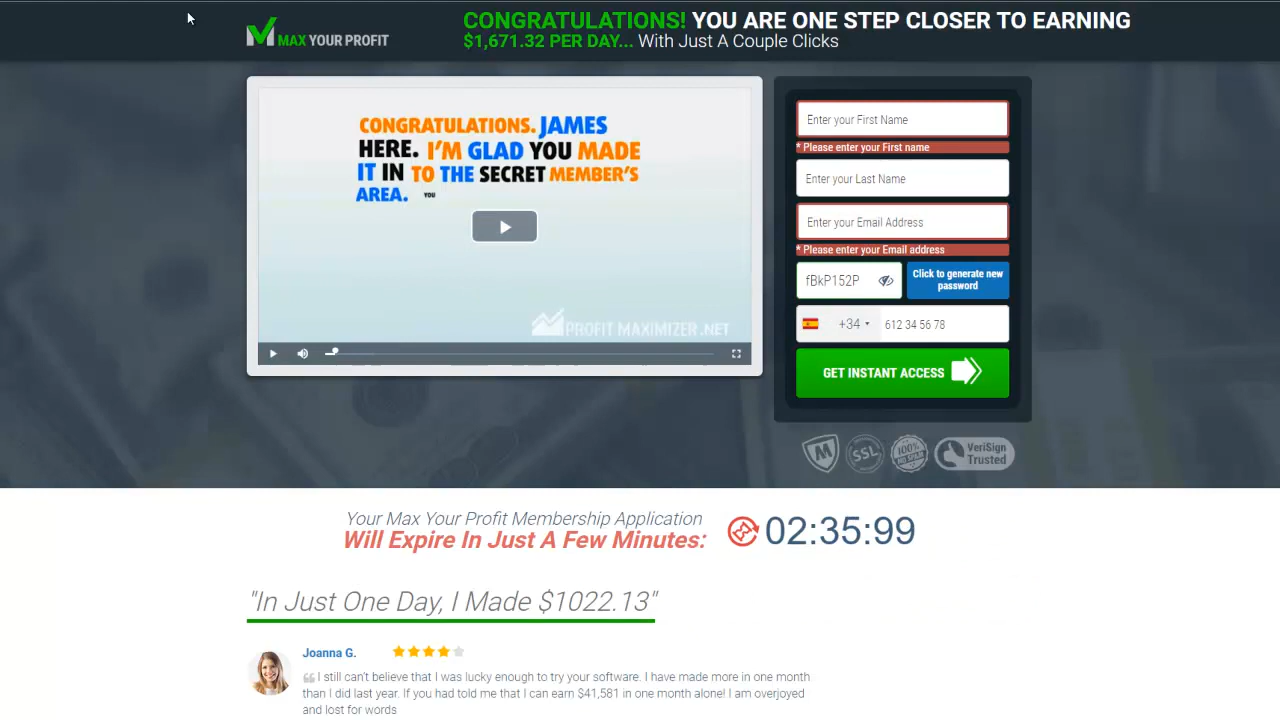 MAX YOUR PROFIT
CONGRATULATIONS! YOU ARE ONE STEP CLOSER TO EARNING
$1,671.32 PER DAY... With Just A Couple Clicks
CONGRATULATIONS. JAMES
HERE. I'M GLAD YOU MADE
IT IN TO THE SECRET MEMBER'S
AREA. YOU
PROFIT MAXIMIZER.NET
Enter your First Name
* Please enter your First name
Enter your Last Name
Enter your Email Address
* Please enter your Email address
fBkP152P
Click to generate new
password
+34
612 34 56 78
GET INSTANT ACCESS
M
SSL
100%
NO SPAM
VeriSign
Trusted
Your Max Your Profit Membership Application
Will Expire In Just A Few Minutes:
02:35:99
"In Just One Day, I Made $1022.13"
Joanna G.
I still can't believe that I was lucky enough to try your software. I have made more in one month
than I did last year. If you had told me that I can earn $41,581 in one month alone! I am overjoyed
and lost for words